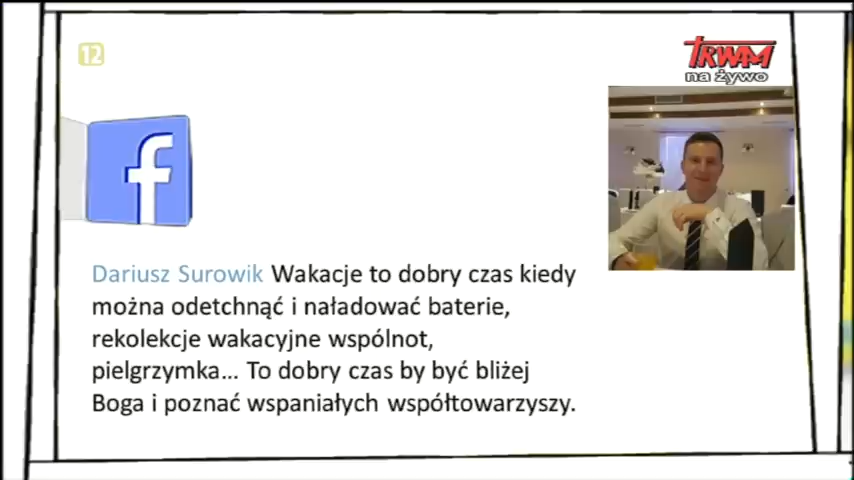 12
TRWAM
na żywo
f
Dariusz Surowik Wakacje to dobry czas kiedy
można odetchnąć i naładować baterie,
rekolekcje wakacyjne wspólnot,
pielgrzymka... To dobry czas by być bliżej
Boga i poznać wspaniałych współtowarzyszy.